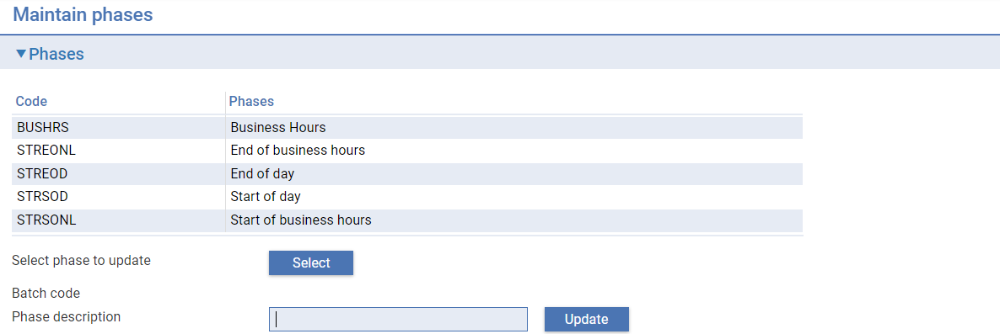 Maintain phases
Phases
Code Phases
BUSHRS Business Hours
STREONL End of business hours
STREOD End of day
STRSOD Start of day
STRSONL Start of business hours
Select phase to update Select
Batch code
Phase description Update